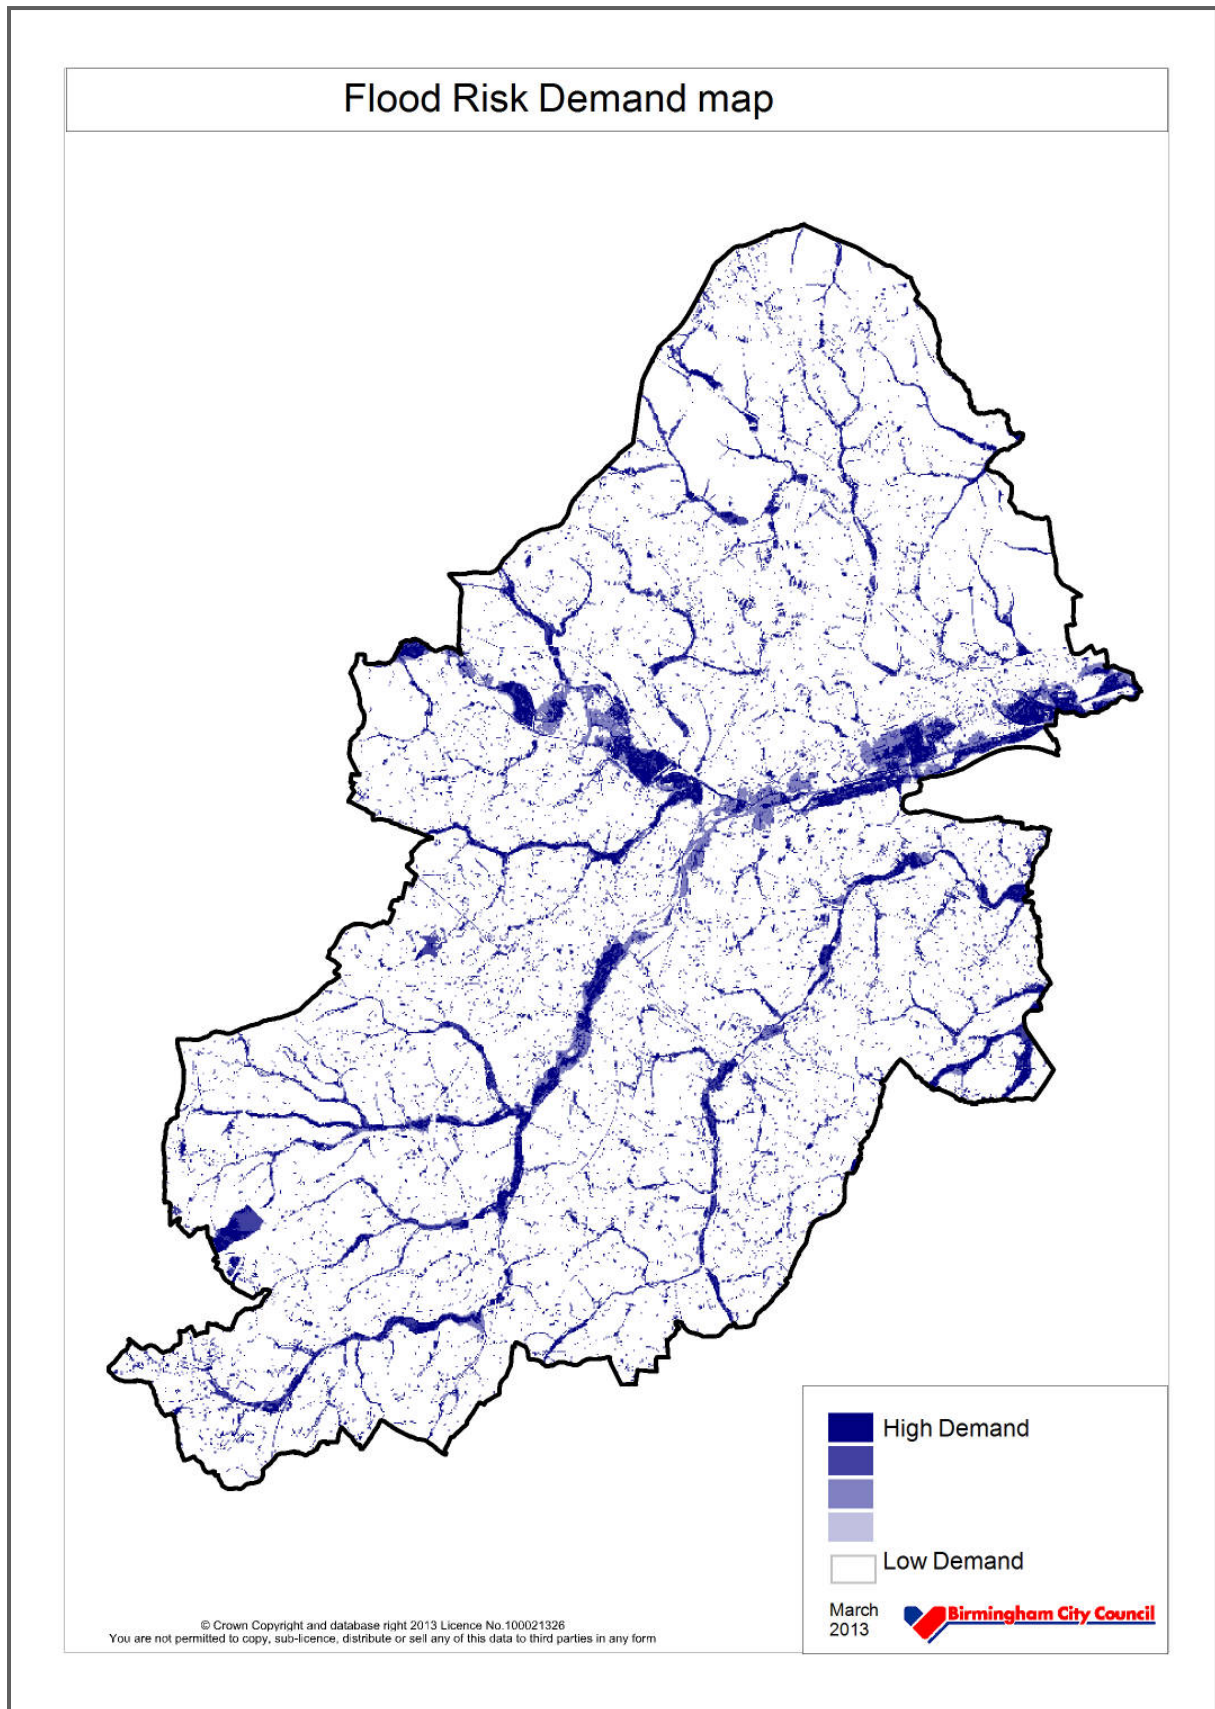 Flood Risk Demand map
High Demand
Low Demand
March
2013
Birmingham City Council
© Crown Copyright and database right 2013 Licence No.100021326
You are not permitted to copy, sub-licence, distribute or sell any of this data to third parties in any form